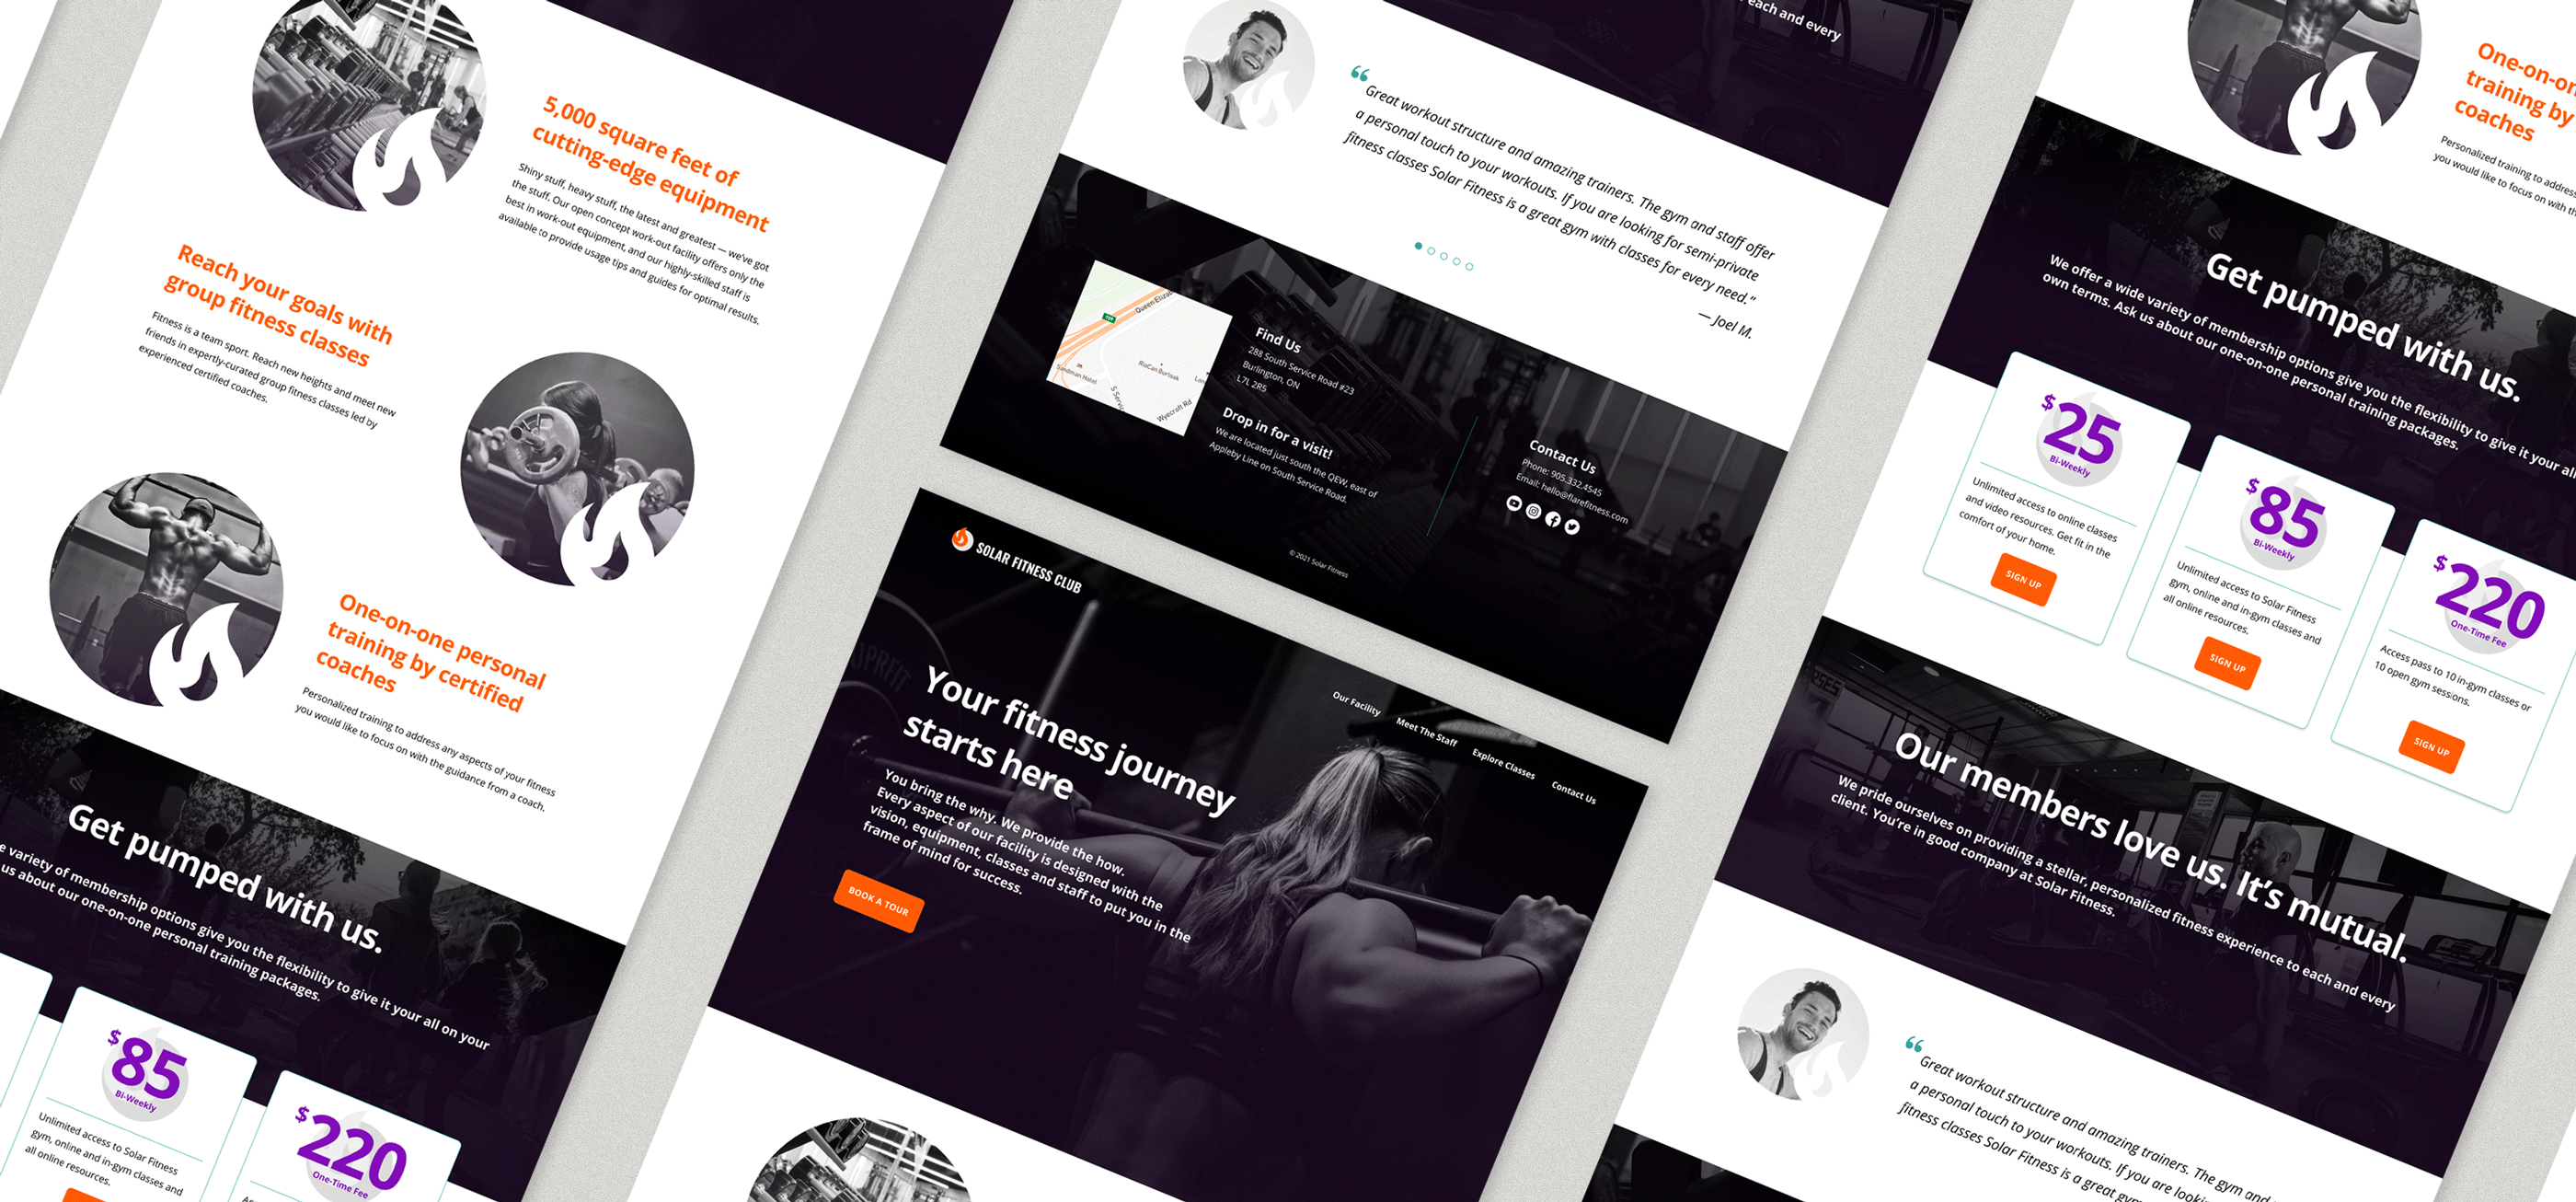 5,000 square feet of
cutting-edge equipment
Shiny stuff, heavy stuff, the latest and greatest — we've got
the stuff. Our open concept work-out facility offers only the
best in work-out equipment, and our highly-skilled staff is
available to provide usage tips and guides for optimal results.
Reach your goals with
group fitness classes
Fitness is a team sport. Reach new heights and meet new
friends in expertly-curated group fitness classes led by
experienced certified coaches.
One-on-one personal
training by certified
coaches
Personalized training to address any aspects of your fitness
you would like to focus on with the guidance from a coach.
Get pumped with us.
e variety of membership options give you the flexibility to give it your all on your
us about our one-on-one personal training packages.
$85
Bi-Weekly
Unlimited access to Solar Fitness
gym, online and in-gym classes and
all online resources.
$220
One-Time Fee
each and every
“
Great workout structure and amazing trainers. The gym and staff offer
a personal touch to your workouts. If you are looking for semi-private
fitness classes Solar Fitness is a great gym with classes for every need.”
— Joel M.
Queen Elizab
RioCan Burloak
Sandman Hotel
S Servic
Wyecroft Rd
Find Us
288 South Service Road #23
Burlington, ON
L7L 2R5
Drop in for a visit!
We are located just south the QEW, east of
Appleby Line on South Service Road.
Contact Us
Phone: 905.332.4545
Email: hello@flarefitness.com
© 2021 Solar Fitness
SOLAR FITNESS CLUB
Our Facility
Meet The Staff
Explore Classes
Contact Us
Your fitness journey
starts here
You bring the why. We provide the how.
Every aspect of our facility is designed with the
vision, equipment, classes and staff to put you in the
frame of mind for success.
BOOK A TOUR
One-on-on
training by
coaches
Personalized training to addres
you would like to focus on with th
Get pumped with us.
We offer a wide variety of membership options give you the flexibility to give it your all
own terms. Ask us about our one-on-one personal training packages.
$25
Bi-Weekly
Unlimited access to online classes
and video resources. Get fit in the
comfort of your home.
SIGN UP
$85
Bi-Weekly
Unlimited access to Solar Fitness
gym, online and in-gym classes and
all online resources.
SIGN UP
$220
One-Time Fee
Access pass to 10 in-gym classes or
10 open gym sessions.
SIGN UP
Our members love us. It’s mutual.
We pride ourselves on providing a stellar, personalized fitness experience to each and every
client. You’re in good company at Solar Fitness.
“
Great workout structure and amazing trainers. The gym and
a personal touch to your workouts. If you are looki
fitness classes Solar Fitness is a great gym